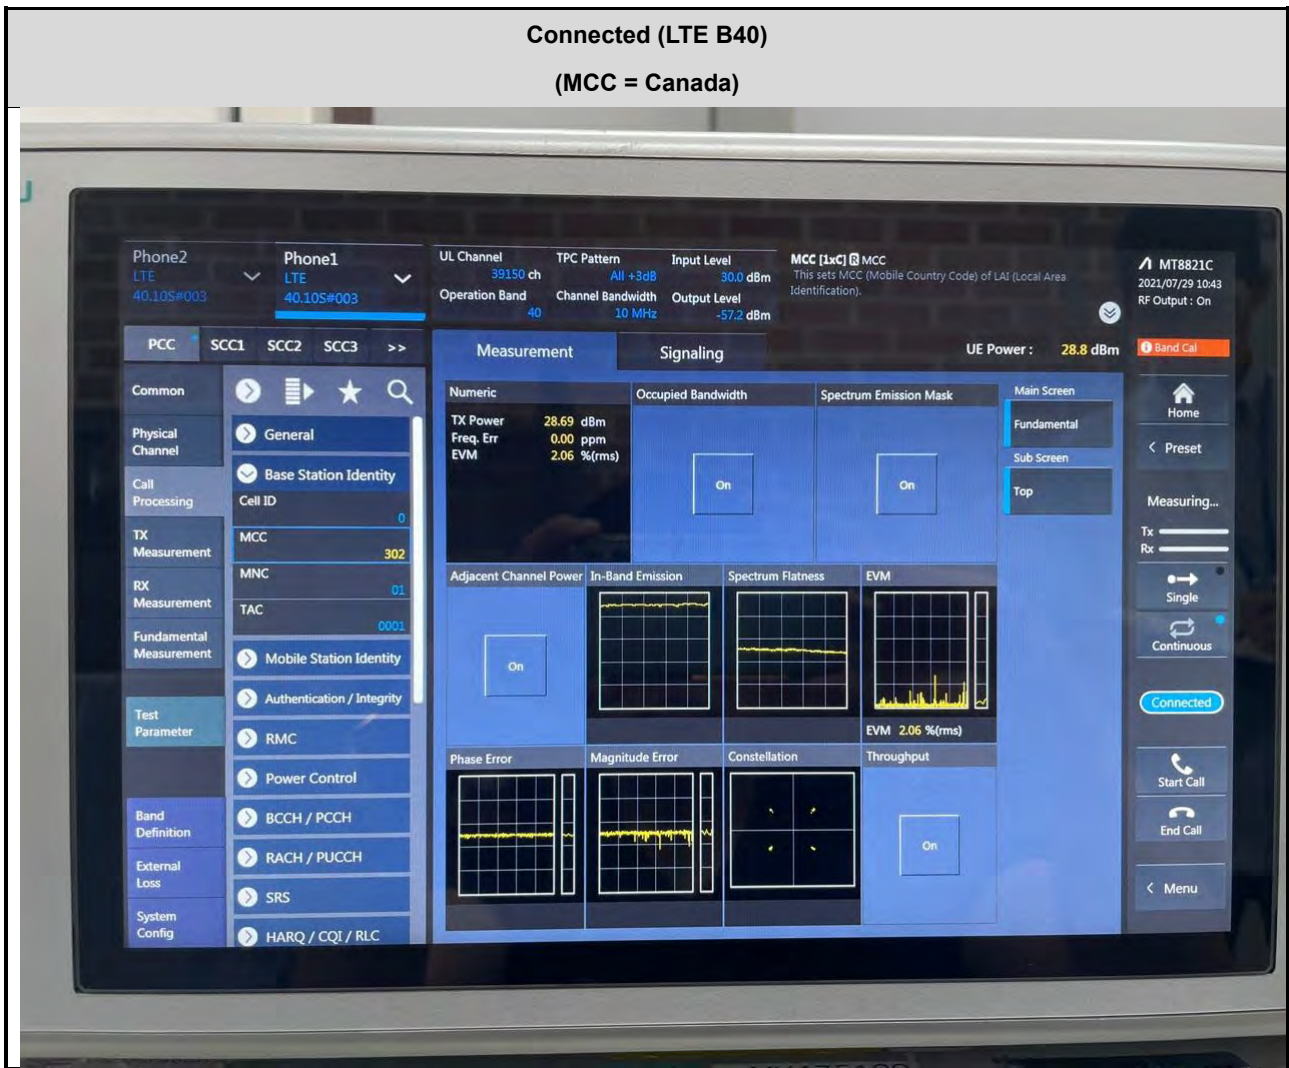 Connected (LTE B40)
(MCC = Canada)
Phone2
LTE
40.10S#003
Phone1
LTE
40.10S#003
UL Channel
39150 ch
Operation Band
40
TPC Pattern
All +3dB
Channel Bandwidth
10 MHz
Input Level
30.0 dBm
Output Level
-57.2 dBm
MCC [1xC] R MCC
This sets MCC (Mobile Country Code) of LAI (Local Area
Identification).
MT8821C
2021/07/29 10:43
RF Output : On
PCC SCC1 SCC2 SCC3 >>
Measurement
Signaling
UE Power : 28.8 dBm
Band Cal
Common
Physical
Channel
Call
Processing
TX
Measurement
RX
Measurement
Fundamental
Measurement
Test
Parameter
Band
Definition
External
Loss
System
Config
General
Base Station Identity
Cell ID
0
MCC
302
MNC
01
TAC
0001
Mobile Station Identity
Authentication / Integrity
RMC
Power Control
BCCH / PCCH
RACH / PUCCH
SRS
HARQ / CQI / RLC
Numeric
TX Power 28.69 dBm
Freq. Err 0.00 ppm
EVM 2.06 %(rms)
Occupied Bandwidth
On
Spectrum Emission Mask
On
Adjacent Channel Power
On
In-Band Emission
Spectrum Flatness
EVM
EVM 2.06 %(rms)
Phase Error
Magnitude Error
Constellation
Throughput
On
Main Screen
Fundamental
Sub Screen
Top
Home
< Preset
Measuring...
Tx
Rx
Single
Continuous
Connected
Start Call
End Call
< Menu